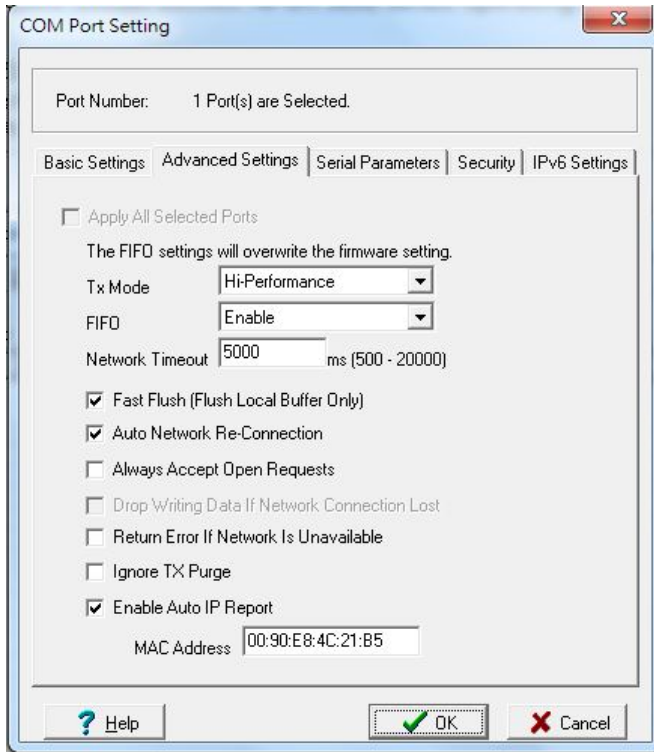 COM Port Setting
Port Number: 1 Port(s) are Selected.
Basic Settings Advanced Settings Serial Parameters Security IPv6 Settings
Apply All Selected Ports
The FIFO settings will overwrite the firmware setting.
Tx Mode Hi-Performance
FIFO Enable
Network Timeout 5000 ms (500 - 20000)
Fast Flush (Flush Local Buffer Only)
Auto Network Re-Connection
Always Accept Open Requests
Drop Writing Data If Network Connection Lost
Return Error If Network Is Unavailable
Ignore TX Purge
Enable Auto IP Report
MAC Address 00:90:E8:4C:21:B5
? Help OK Cancel